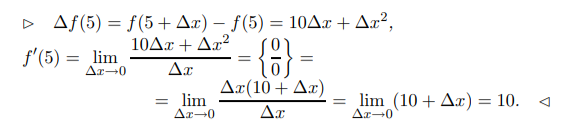 ▷ Δf(5) = f(5 + Δx) − f(5) = 10Δx + Δx²,
f′(5) = lim_{Δx→0} (10Δx + Δx²)/Δx = {0/0} =
= lim_{Δx→0} Δx(10 + Δx)/Δx = lim_{Δx→0} (10 + Δx) = 10. ◁